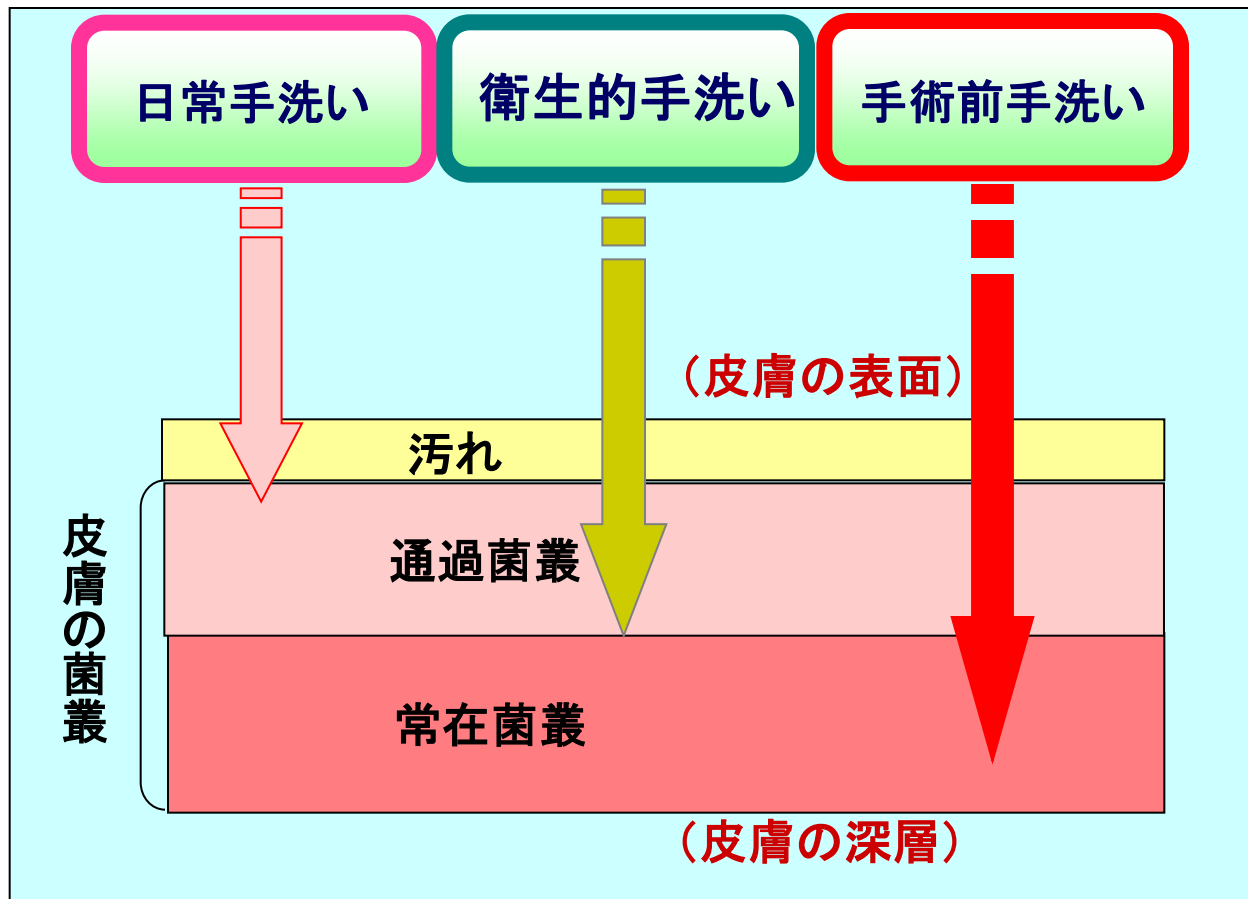 日常手洗い
衛生的手洗い
手術前手洗い
（皮膚の表面）
汚れ
通過菌叢
皮膚の菌叢
常在菌叢
（皮膚の深層）